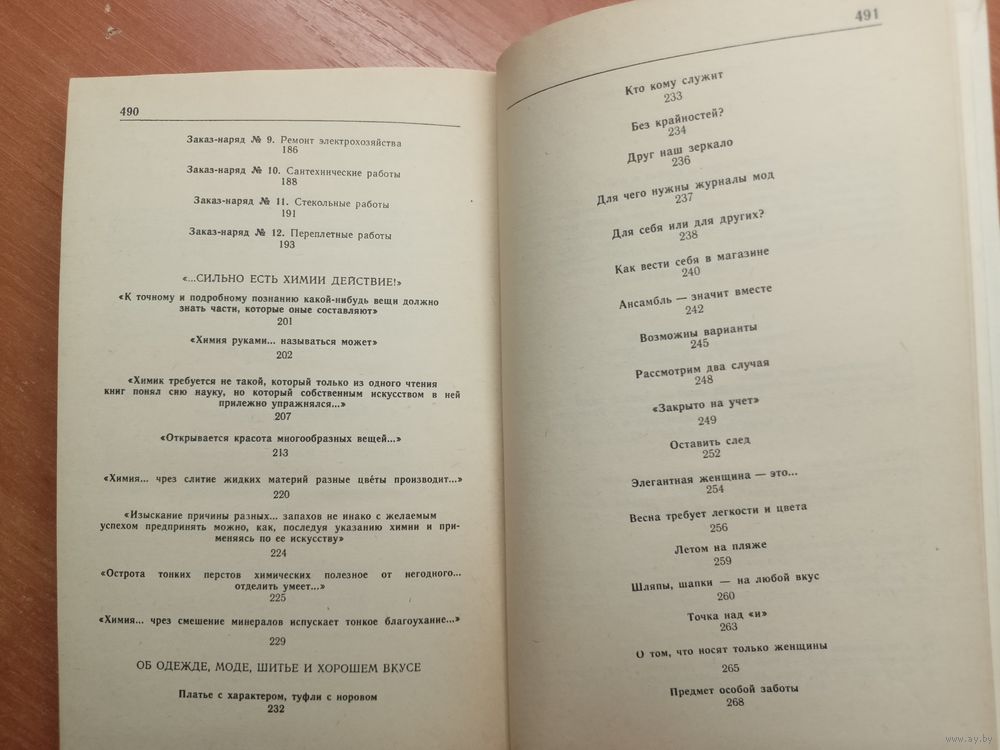 490
Заказ-наряд № 9. Ремонт электрохозяйства
186
Заказ-наряд № 10. Сантехнические работы
188
Заказ-наряд № 11. Стекольные работы
191
Заказ-наряд № 12. Переплетные работы
193
«...СИЛЬНО ЕСТЬ ХИМИИ ДЕЙСТВИЕ!»
«К точному и подробному познанию какой-нибудь вещи должно
знать части, которые оные составляют»
201
«Химия руками... называться может»
202
«Химик требуется не такой, который только из одного чтения
книг понял сию науку, но который собственным искусством в ней
прилежно упражнялся...»
207
«Открывается красота многообразных вещей...»
213
«Химия... чрез слитие жидких материй разные цвѐты производит...»
220
«Изыскание причины разных... запахов не инако с желаемым
успехом предпринять можно, как, последуя указанию химии и при-
меняясь по ее искусству»
224
«Острота тонких перстов химических полезное от негодного...
отделить умеет...»
225
«Химия... чрез смешение минералов испускает тонкое благоухание...»
229
ОБ ОДЕЖДЕ, МОДЕ, ШИТЬЕ И ХОРОШЕМ ВКУСЕ
Платье с характером, туфли с норовом
232
491
Кто кому служит
233
Без крайностей?
234
Друг наш зеркало
236
Для чего нужны журналы мод
237
Для себя или для других?
238
Как вести себя в магазине
240
Ансамбль — значит вместе
242
Возможны варианты
245
Рассмотрим два случая
248
«Закрыто на учет»
249
Оставить след
252
Элегантная женщина — это...
254
Весна требует легкости и цвета
256
Летом на пляже
259
Шляпы, шапки — на любой вкус
260
Точка над «и»
263
О том, что носят только женщины
265
Предмет особой заботы
268
www.ay.by